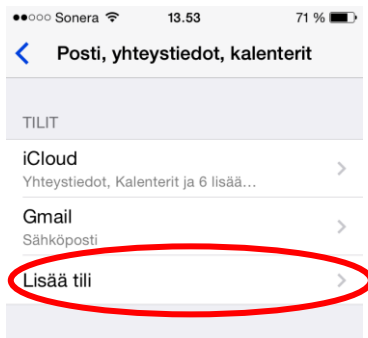 Sonera 13.53 71 %
Posti, yhteystiedot, kalenterit
TILIT
iCloud
Yhteystiedot, Kalenterit ja 6 lisää...
Gmail
Sähköposti
Lisää tili